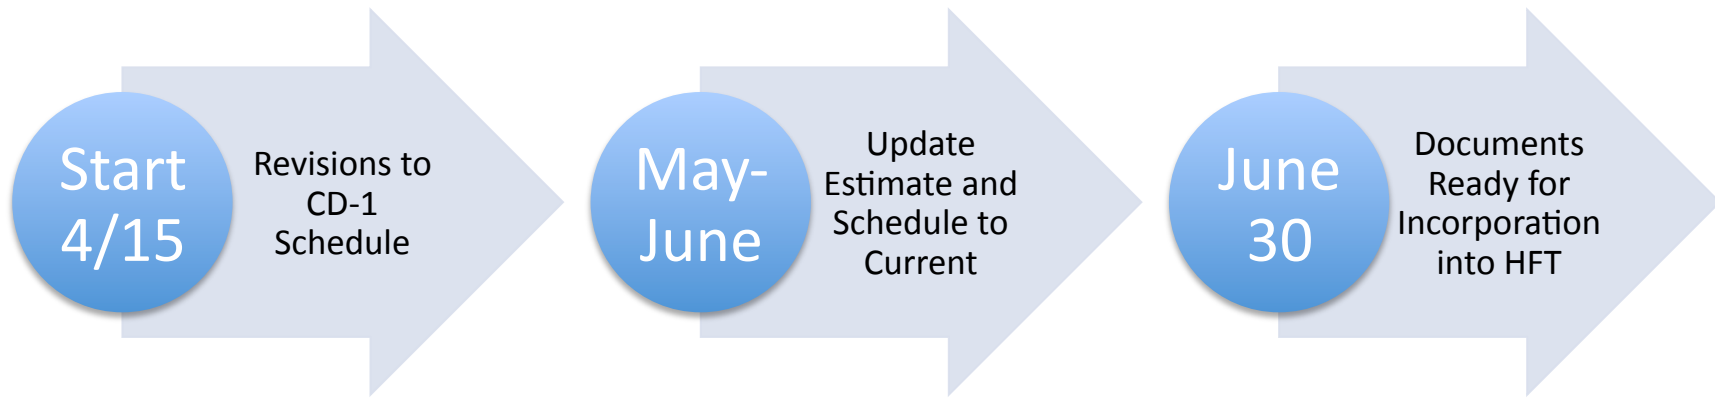 Start
4/15
Revisions to
CD-1
Schedule
May-
June
Update
Estimate and
Schedule to
Current
June
30
Documents
Ready for
Incorporation
into HFT